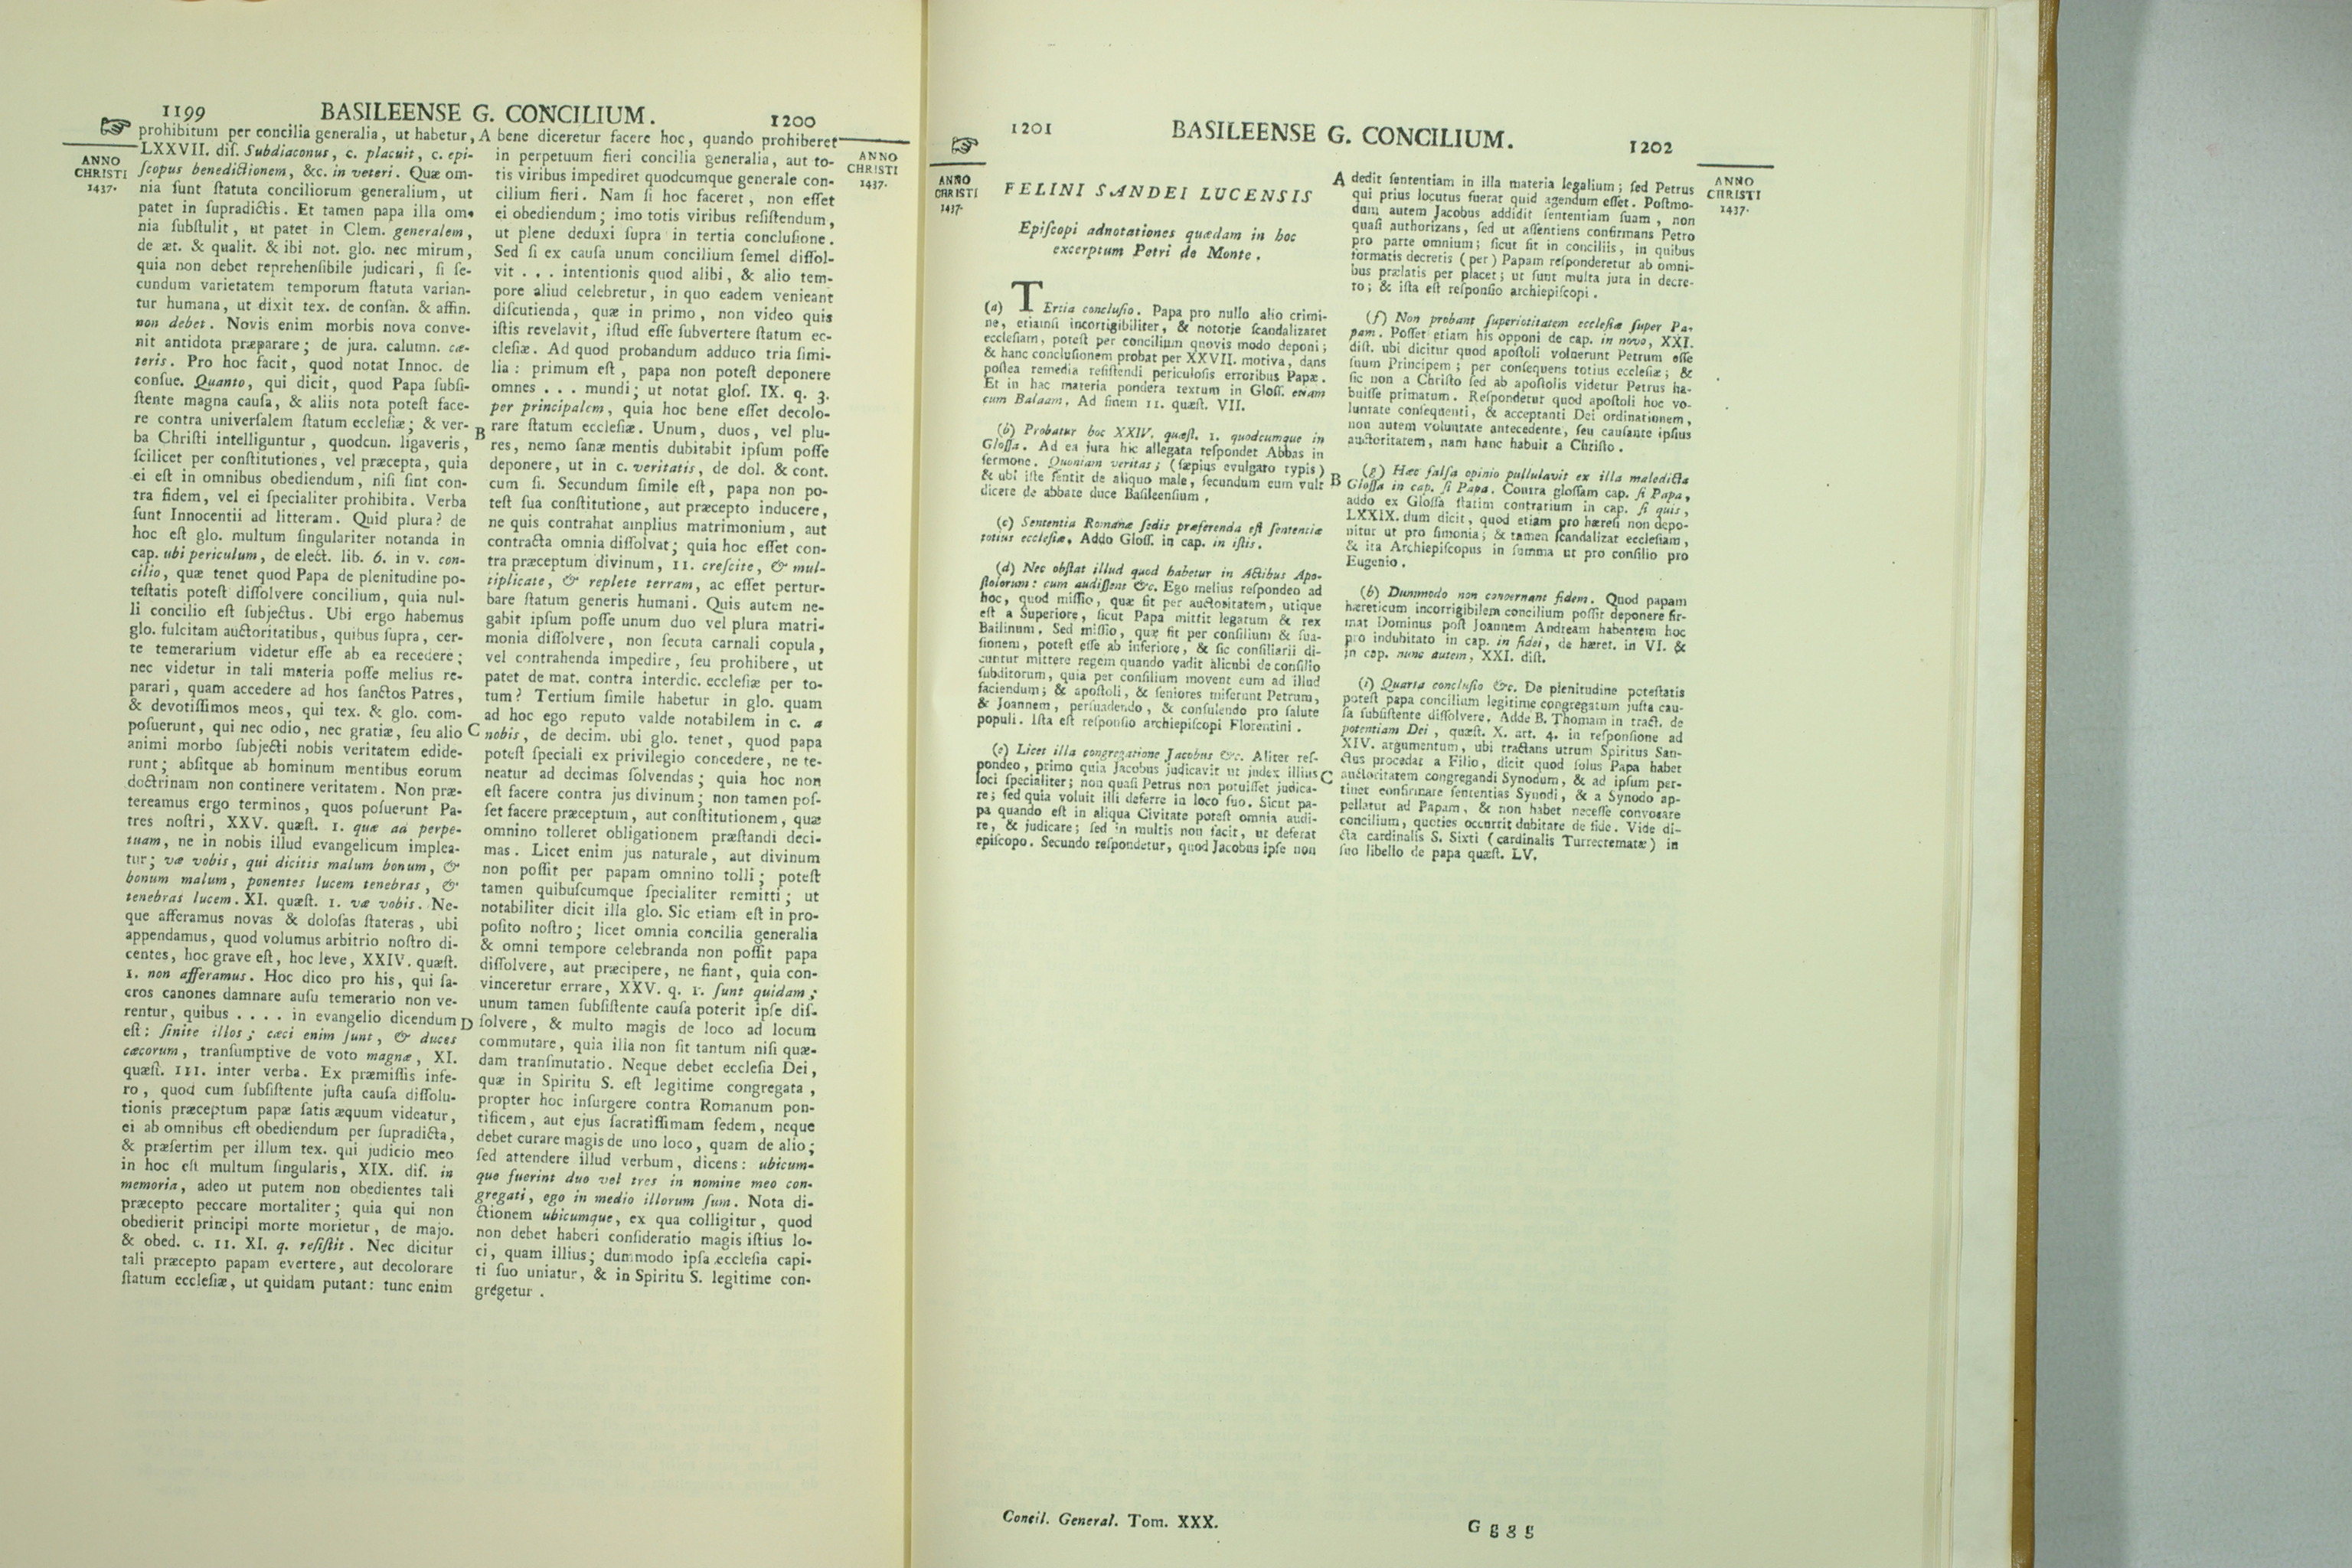 1199 BASILEENSE G. CONCILIUM. 1200
ANNO
CHRISTI
1437.
prohibitum per concilia generalia, ut habetur,
LXXVII. diſ. Subdiaconus, c. placuit, c. epi-
ſcopus benedictionem, &c. in veteri. Quæ om-
nia ſunt ſtatuta conciliorum generalium, ut
patet in ſupradictis. Et tamen papa illa om-
nia ſubſtulit, ut patet in Clem. generalem,
de æt. & qualit. & ibi not. glo. nec mirum,
quia non debet reprehenſibile judicari, ſi ſe-
cundum varietatem temporum ſtatuta varian-
tur humana, ut dixit tex. de conſan. & affin.
non debet. Novis enim morbis nova conve-
nit antidota præparare; de jura. calumn. cæ-
teris. Pro hoc facit, quod notat Innoc. de
conſue. Quanto, qui dicit, quod Papa ſubſi-
ſtente magna cauſa, & aliis nota poteſt face-
re contra univerſalem ſtatum eccleſiæ; & ver-
ba Chriſti intelliguntur, quodcun. ligaveris,
ſcilicet per conſtitutiones, vel præcepta, quia
ei eſt in omnibus obediendum, niſi ſint con-
tra fidem, vel ei ſpecialiter prohibita. Verba
ſunt Innocentii ad litteram. Quid plura? de
hoc eſt glo. multum ſingulariter notanda in
cap. ubi periculum, de elect. lib. 6. in v. con-
cilio, quæ tenet quod Papa de plenitudine po-
teſtatis poteſt diſſolvere concilium, quia nul-
li concilio eſt ſubjectus. Ubi ergo habemus
glo. fulcitam auctoritatibus, quibus ſupra, cer-
te temerarium videtur eſſe ab ea recedere;
nec videtur in tali materia poſſe melius re-
parari, quam accedere ad hos ſanctos Patres,
& devotiſſimos meos, qui tex. & glo. com-
poſuerunt, qui nec odio, nec gratiæ, ſeu alio
animi morbo ſubjecti nobis veritatem edide-
runt; abſitque ab hominum mentibus eorum
doctrinam non continere veritatem. Non præ-
tereamus ergo terminos, quos poſuerunt Pa-
tres noſtri, XXV. quæſt. 1. quæ ad perpe-
tuam, ne in nobis illud evangelicum implea-
tur; væ vobis, qui dicitis malum bonum, &
bonum malum, ponentes lucem tenebras, &
tenebras lucem. XI. quæſt. 1. væ vobis. Ne-
que afferamus novas & doloſas ſtateras, ubi
appendamus, quod volumus arbitrio noſtro di-
centes, hoc grave eſt, hoc leve, XXIV. quæſt.
1. non afferamus. Hoc dico pro his, qui ſa-
cros canones damnare auſu temerario non ve-
rentur, quibus .... in evangelio dicendum
eſt: ſinite illos; cæci enim ſunt, & duces
cæcorum, tranſumptive de voto magnæ, XI.
quæſt. III. inter verba. Ex præmiſſis infe-
ro, quod cum ſubſiſtente juſta cauſa diſſolu-
tionis præceptum papæ ſatis æquum videatur,
ei ab omnibus eſt obediendum per ſupradicta,
& præſertim per illum tex. qui judicio meo
in hoc eſt multum ſingularis, XIX. diſ. in
memoria, adeo ut putem non obedientes tali
præcepto peccare mortaliter; quia qui non
obedierit principi morte morietur, de majo.
& obed. c. II. XI. q. reſiſtit. Nec dicitur
tali præcepto papam evertere, aut decolorare
ſtatum eccleſiæ, ut quidam putant: tunc enim
A
B
C
D
bene diceretur facere hoc, quando prohiberet
in perpetuum fieri concilia generalia, aut to-
tis viribus impediret quodcumque generale con-
cilium fieri. Nam ſi hoc faceret, non eſſet
ei obediendum; imo totis viribus reſiſtendum,
ut plene deduxi ſupra in tertia concluſione.
Sed ſi ex cauſa unum concilium ſemel diſſol-
vit ... intentionis quod alibi, & alio tem-
pore aliud celebretur, in quo eadem veniant
diſcutienda, quæ in primo, non video quis
iſtis revelavit, iſtud eſſe ſubvertere ſtatum ec-
cleſiæ. Ad quod probandum adduco tria ſimi-
lia: primum eſt, papa non poteſt deponere
omnes ... mundi; ut notat gloſ. IX. q. 3.
per principalem, quia hoc bene eſſet decolo-
rare ſtatum eccleſiæ. Unum, duos, vel plu-
res, nemo ſanæ mentis dubitabit ipſum poſſe
deponere, ut in c. veritatis, de dol. & cont.
cum ſi. Secundum ſimile eſt, papa non po-
teſt ſua conſtitutione, aut præcepto inducere,
ne quis contrahat amplius matrimonium, aut
contracta omnia diſſolvat; quia hoc eſſet con-
tra præceptum divinum, II. creſcite, & mul-
tiplicate, & replete terram, ac eſſet pertur-
bare ſtatum generis humani. Quis autem ne-
gabit ipſum poſſe unum duo vel plura matri-
monia diſſolvere, non ſecuta carnali copula,
vel contrahenda impedire, ſeu prohibere, ut
patet de mat. contra interdic. eccleſiæ per to-
tum? Tertium ſimile habetur in glo. quam
ad hoc ego reputo valde notabilem in c. a
nobis, de decim. ubi glo. tenet, quod papa
poteſt ſpeciali ex privilegio concedere, ne te-
neatur ad decimas ſolvendas; quia hoc non
eſt facere contra jus divinum; non tamen poſ-
ſet facere præceptum, aut conſtitutionem, quæ
omnino tolleret obligationem præſtandi deci-
mas. Licet enim jus naturale, aut divinum
non poſſit per papam omnino tolli; poteſt
tamen quibuſcumque ſpecialiter remitti; ut
notabiliter dicit illa glo. Sic etiam eſt in pro-
poſito noſtro; licet omnia concilia generalia
& omni tempore celebranda non poſſit papa
diſſolvere, aut præcipere, ne fiant, quia con-
vinceretur errare, XXV. q. 1. ſunt quidam;
unum tamen ſubſiſtente cauſa poterit ipſe diſ-
ſolvere, & multo magis de loco ad locum
commutare, quia illa non ſit tantum niſi quæ-
dam tranſmutatio. Neque debet eccleſia Dei,
quæ in Spiritu S. eſt legitime congregata,
propter hoc inſurgere contra Romanum pon-
tificem, aut ejus ſacratiſſimam ſedem, neque
debet curare magis de uno loco, quam de alio;
ſed attendere illud verbum, dicens: ubicum-
que fuerint duo vel tres in nomine meo con-
gregati, ego in medio illorum ſum. Nota di-
ctionem ubicumque, ex qua colligitur, quod
non debet haberi conſideratio magis iſtius lo-
ci, quam illius; dummodo ipſa eccleſia capi-
ti ſuo uniatur, & in Spiritu S. legitime con-
gregetur.
ANNO
CHRISTI
1437.
1201 BASILEENSE G. CONCILIUM. 1202
ANNO
CHRISTI
1437.
FELINI SANDEI LUCENSIS
Epiſcopi adnotationes quædam in hoc
excerptum Petri de Monte.
(a) TErtia concluſio. Papa pro nullo alio crimi-
ne, etiamſi incorrigibiliter, & notorie ſcandalizaret
eccleſiam, poteſt per concilium quovis modo deponi;
& hanc concluſionem probat per XXVII. motiva, dans
poſtea remedia reſiſtendi periculoſis erroribus Papæ.
Et in hac materia pondera textum in Gloſſ. etiam
cum Balaam. Ad finem II. quæſt. VII.
(b) Probatur hoc XXIV. quæſt. 1. quodcumque in
Gloſſa. Ad ea jura hic allegata reſpondet Abbas in
ſermone. Quoniam veritas; (ſæpius evulgato typis)
& ubi iſte ſentit de aliquo male, ſecundum eum vult
dicere de abbate duce Baſileenſium.
(c) Sententia Romanæ ſedis præferenda eſt ſententiæ
totius eccleſiæ. Addo Gloſſ. in cap. in iſtis.
(d) Nec obſtat illud quod habetur in Actibus Apo-
ſtolorum: cum audiſſent &c. Ego melius reſpondeo ad
hoc, quod miſſio, quæ fit per auctoritatem, utique
eſt a Superiore, ſicut Papa mittit legatum & rex
Bailinum. Sed miſſio, quæ fit per conſilium & ſua-
ſionem, poteſt eſſe ab inferiore, & ſic conſiliarii di-
cuntur mittere regem quando vadit alicubi de conſilio
ſubditorum, quia per conſilium movent eum ad illud
faciendum; & apoſtoli, & ſeniores miſerunt Petrum,
& Joannem, perſuadendo, & conſulendo pro ſalute
populi. Iſta eſt reſponſio archiepiſcopi Florentini.
(e) Licet illa congregatione Jacobus &c. Aliter reſ-
pondeo, primo quia Jacobus judicavit ut judex illius
loci ſpecialiter; non quaſi Petrus non potuiſſet judica-
re; ſed quia voluit illi deferre in loco ſuo. Sicut pa-
pa quando eſt in aliqua Civitate poteſt omnia audi-
re, & judicare; ſed in multis non facit, ut deferat
epiſcopo. Secundo reſpondetur, quod Jacobus ipſe non
A
B
C
dedit ſententiam in illa materia legalium; ſed Petrus
qui prius locutus fuerat quid agendum eſſet. Poſtmo-
dum autem Jacobus addidit ſententiam ſuam, non
quaſi authorizans, ſed ut aſſentiens confirmans Petro
pro parte omnium; ſicut fit in conciliis, in quibus
formatis decretis (per) Papam reſponderetur ab omni-
bus prælatis per placet; ut ſunt multa jura in decre-
to; & iſta eſt reſponſio archiepiſcopi.
(f) Non probant ſuperiotitatem eccleſiæ ſuper Pa-
pam. Poſſet etiam his opponi de cap. in novo, XXI.
diſt. ubi dicitur quod apoſtoli voluerunt Petrum eſſe
ſuum Principem; per conſequens totius eccleſiæ; &
ſic non a Chriſto ſed ab apoſtolis videtur Petrus ha-
buiſſe primatum. Reſpondetur quod apoſtoli hoc vo-
luntate conſequenti, & acceptanti Dei ordinationem,
non autem voluntate antecedente, ſeu cauſante ipſius
auctoritatem, nam hanc habuit a Chriſto.
(g) Hæc falſa opinio pullulavit ex illa maledicta
Gloſſa in cap. ſi Papa. Contra gloſſam cap. ſi Papa,
addo ex Gloſſa ſtatim contrarium in cap. ſi quis,
LXXIX. dum dicit, quod etiam pro hæreſi non depo-
nitur ut pro ſimonia; & tamen ſcandalizat eccleſiam,
& ita Archiepiſcopus in ſumma ut pro conſilio pro
Eugenio.
(h) Dummodo non concernant fidem. Quod papam
hæreticum incorrigibilem concilium poſſit deponere fir-
mat Dominus poſt Joannem Andream habentem hoc
pro indubitato in cap. in fidei, de hæret. in VI. &
in cap. nunc autem, XXI. diſt.
(i) Quarta concluſio &c. De plenitudine poteſtatis
poteſt papa concilium legitime congregatum juſta cau-
ſa ſubſiſtente diſſolvere. Adde B. Thomam in tract. de
potentiam Dei, quæſt. X. art. 4. in reſponſione ad
XIV. argumentum, ubi tractans utrum Spiritus San-
ctus procedat a Filio, dicit quod ſolus Papa habet
auctoritatem congregandi Synodum, & ad ipſum per-
tinet confirmare ſententias Synodi, & a Synodo ap-
pellatur ad Papam, & non habet neceſſe convocare
concilium, quoties occurrit dubitare de fide. Vide di-
cta cardinalis S. Sixti (cardinalis Turrecrematæ) in
ſuo libello de papa quæſt. LV.
ANNO
CHRISTI
1437.
Concil. General. Tom. XXX. G g g g